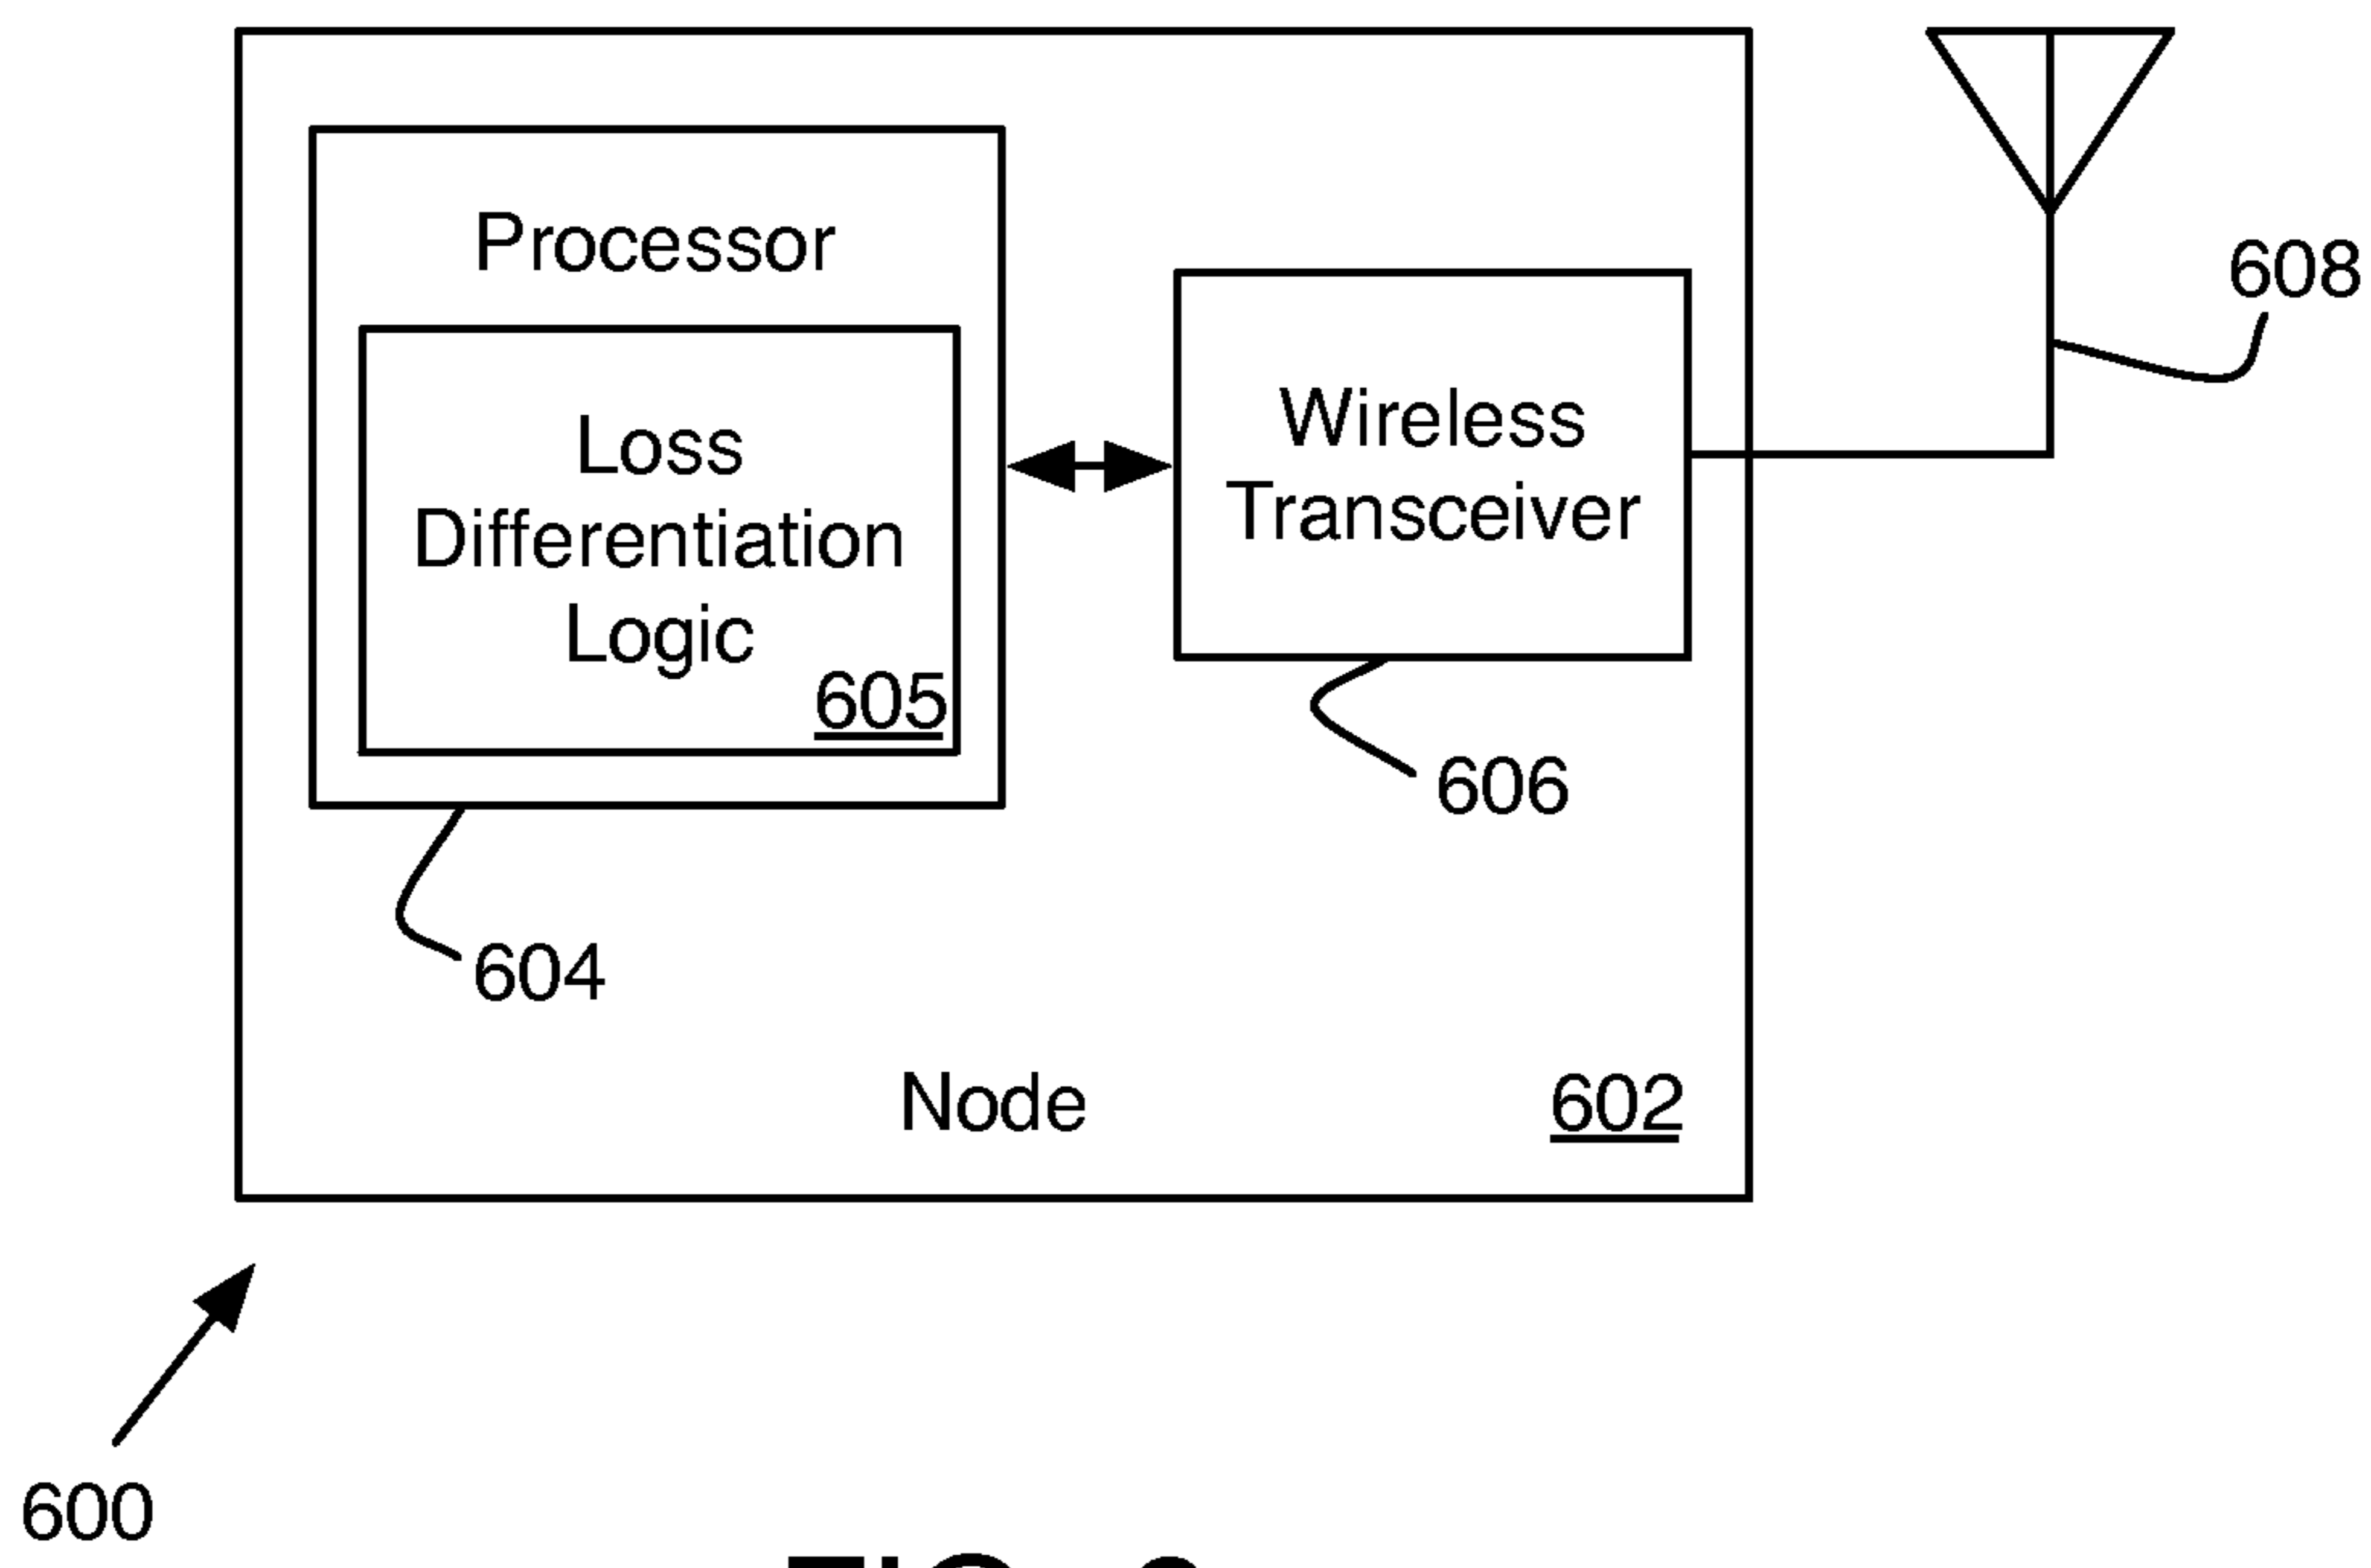 Processor
Loss
Differentiation
Logic
605
Wireless
Transceiver
608
606
604
Node
602
600